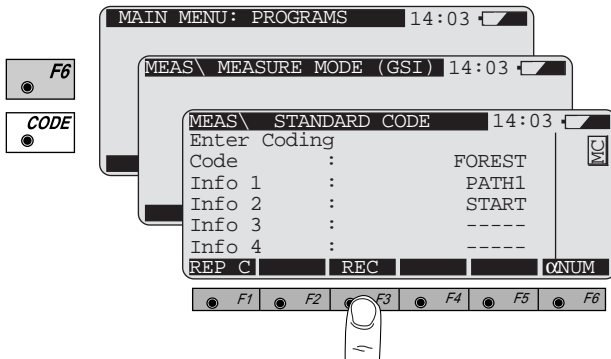 MAIN MENU: PROGRAMS 14:03
F6
MEAS\ MEASURE MODE (GSI) 14:03
CODE
MEAS\ STANDARD CODE 14:03
Enter Coding MC
Code : FOREST
Info 1 : PATH1
Info 2 : START
Info 3 : -----
Info 4 : -----
REP C REC αNUM
F1 F2 F3 F4 F5 F6